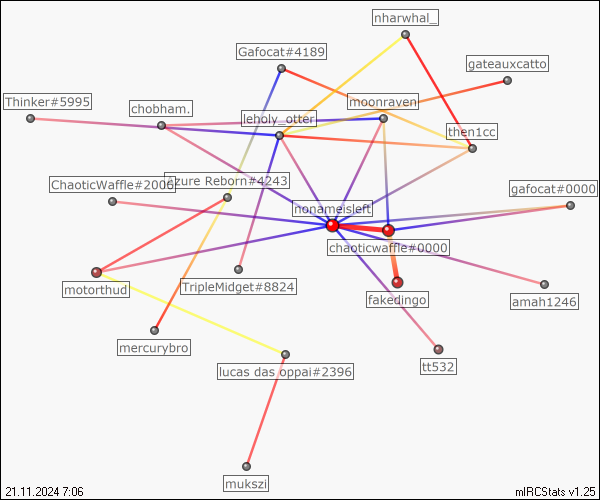 nharwhal_
Gafocat#4189
gateauxcatto
Thinker#5995
chobham.
moonraven
leholy_otter
then1cc
ChaoticWaffle#2006
Azure Reborn#4243
gafocat#0000
nonameisleft
chaoticwaffle#0000
motorthud
TripleMidget#8824
fakedingo
amah1246
mercurybro
lucas das oppai#2396
tt532
mukszi
21.11.2024 7:06
mIRCStats v1.25